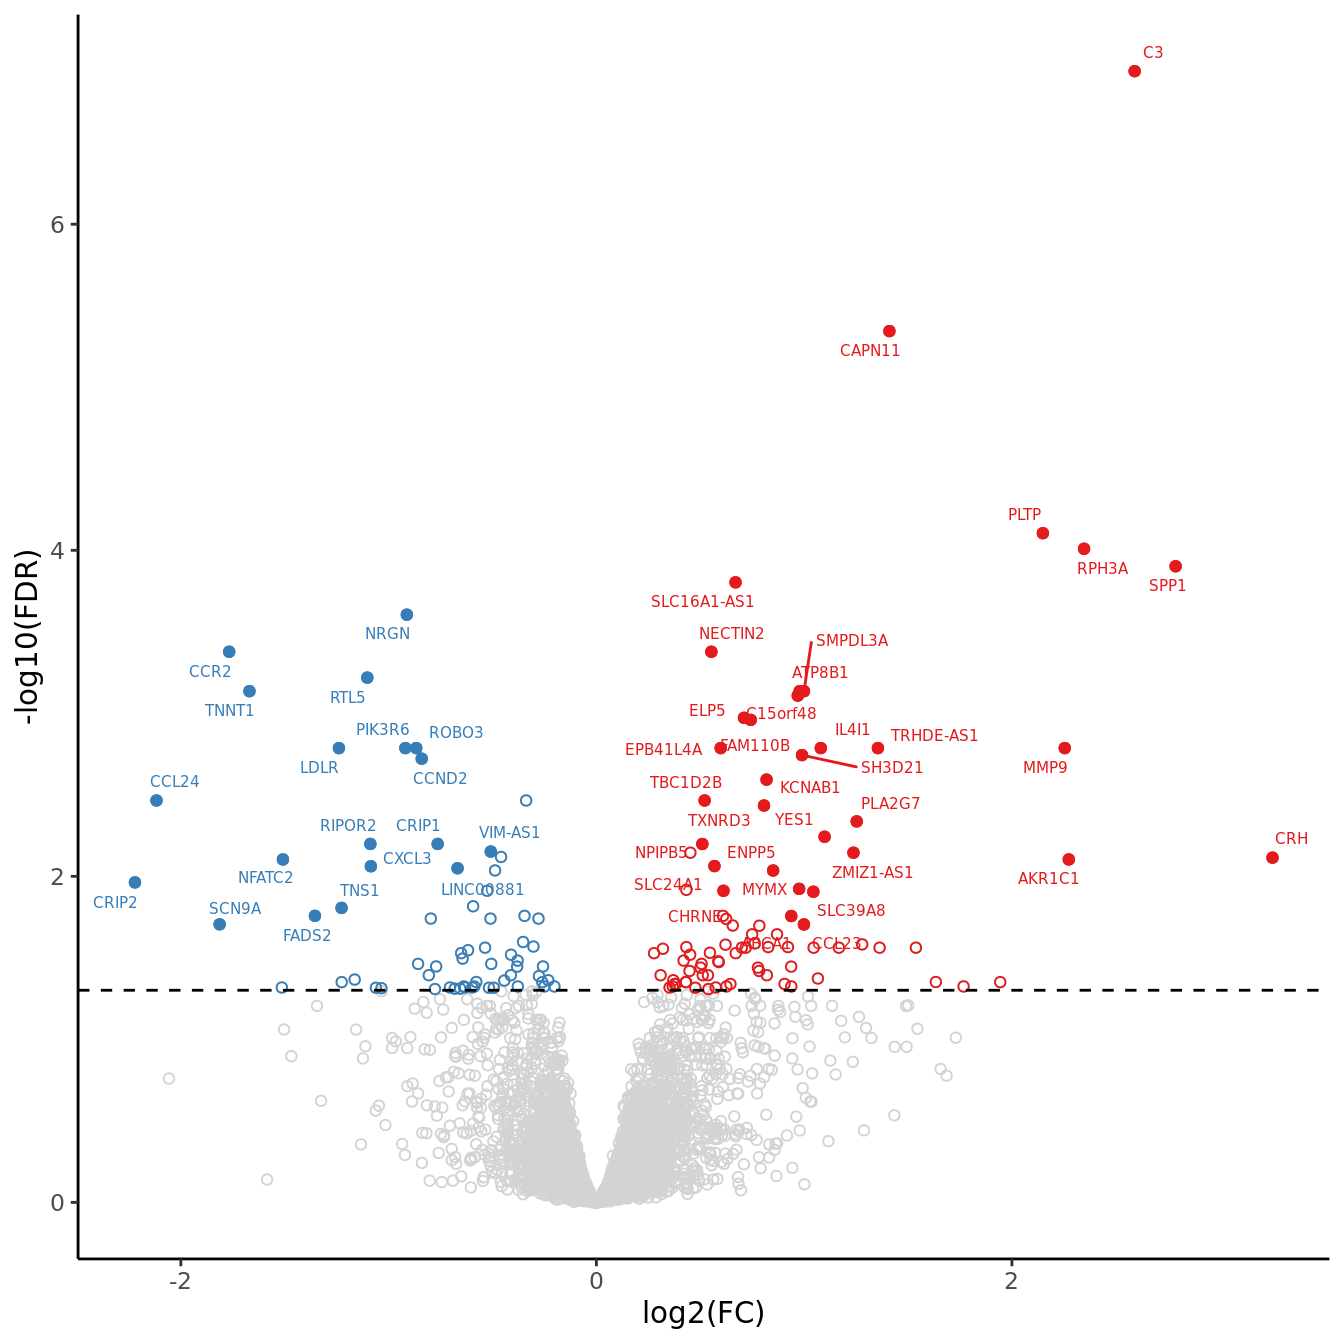 C3
6
CAPN11
PLTP
4
RPH3A
SPP1
SLC16A1-AS1
NRGN
NECTIN2
SMPDL3A
CCR2
ATP8B1
RTL5
TNNT1
ELP5
C15orf48
PIK3R6
ROBO3
IL4I1
TRHDE-AS1
EPB41L4A
FAM110B
LDLR
SH3D21
MMP9
CCND2
CCL24
TBC1D2B
KCNAB1
PLA2G7
RIPOR2
CRIP1
VIM-AS1
TXNRD3
YES1
CRH
CXCL3
NPIPB5
ENPP5
ZMIZ1-AS1
2
NFATC2
AKR1C1
TNS1
LINC00881
SLC24A1
MYMX
CRIP2
SCN9A
SLC39A8
CHRNE
FADS2
ABCA1
CCL23
0
-log10(FDR)
-2
0
2
log2(FC)